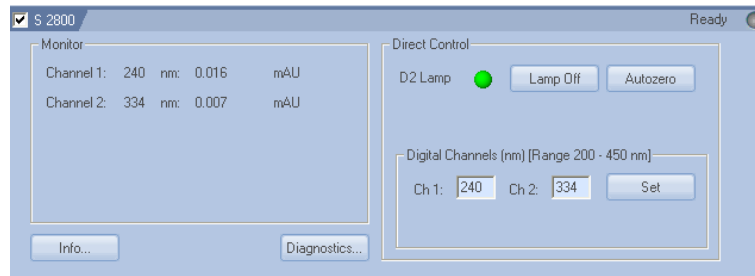 S 2800
Ready
Monitor
Channel 1: 240 nm: 0.016 mAU
Channel 2: 334 nm: 0.007 mAU
Info...
Diagnostics...
Direct Control
D2 Lamp
Lamp Off
Autozero
Digital Channels (nm) [Range 200 - 450 nm]
Ch 1: 240 Ch 2: 334 Set